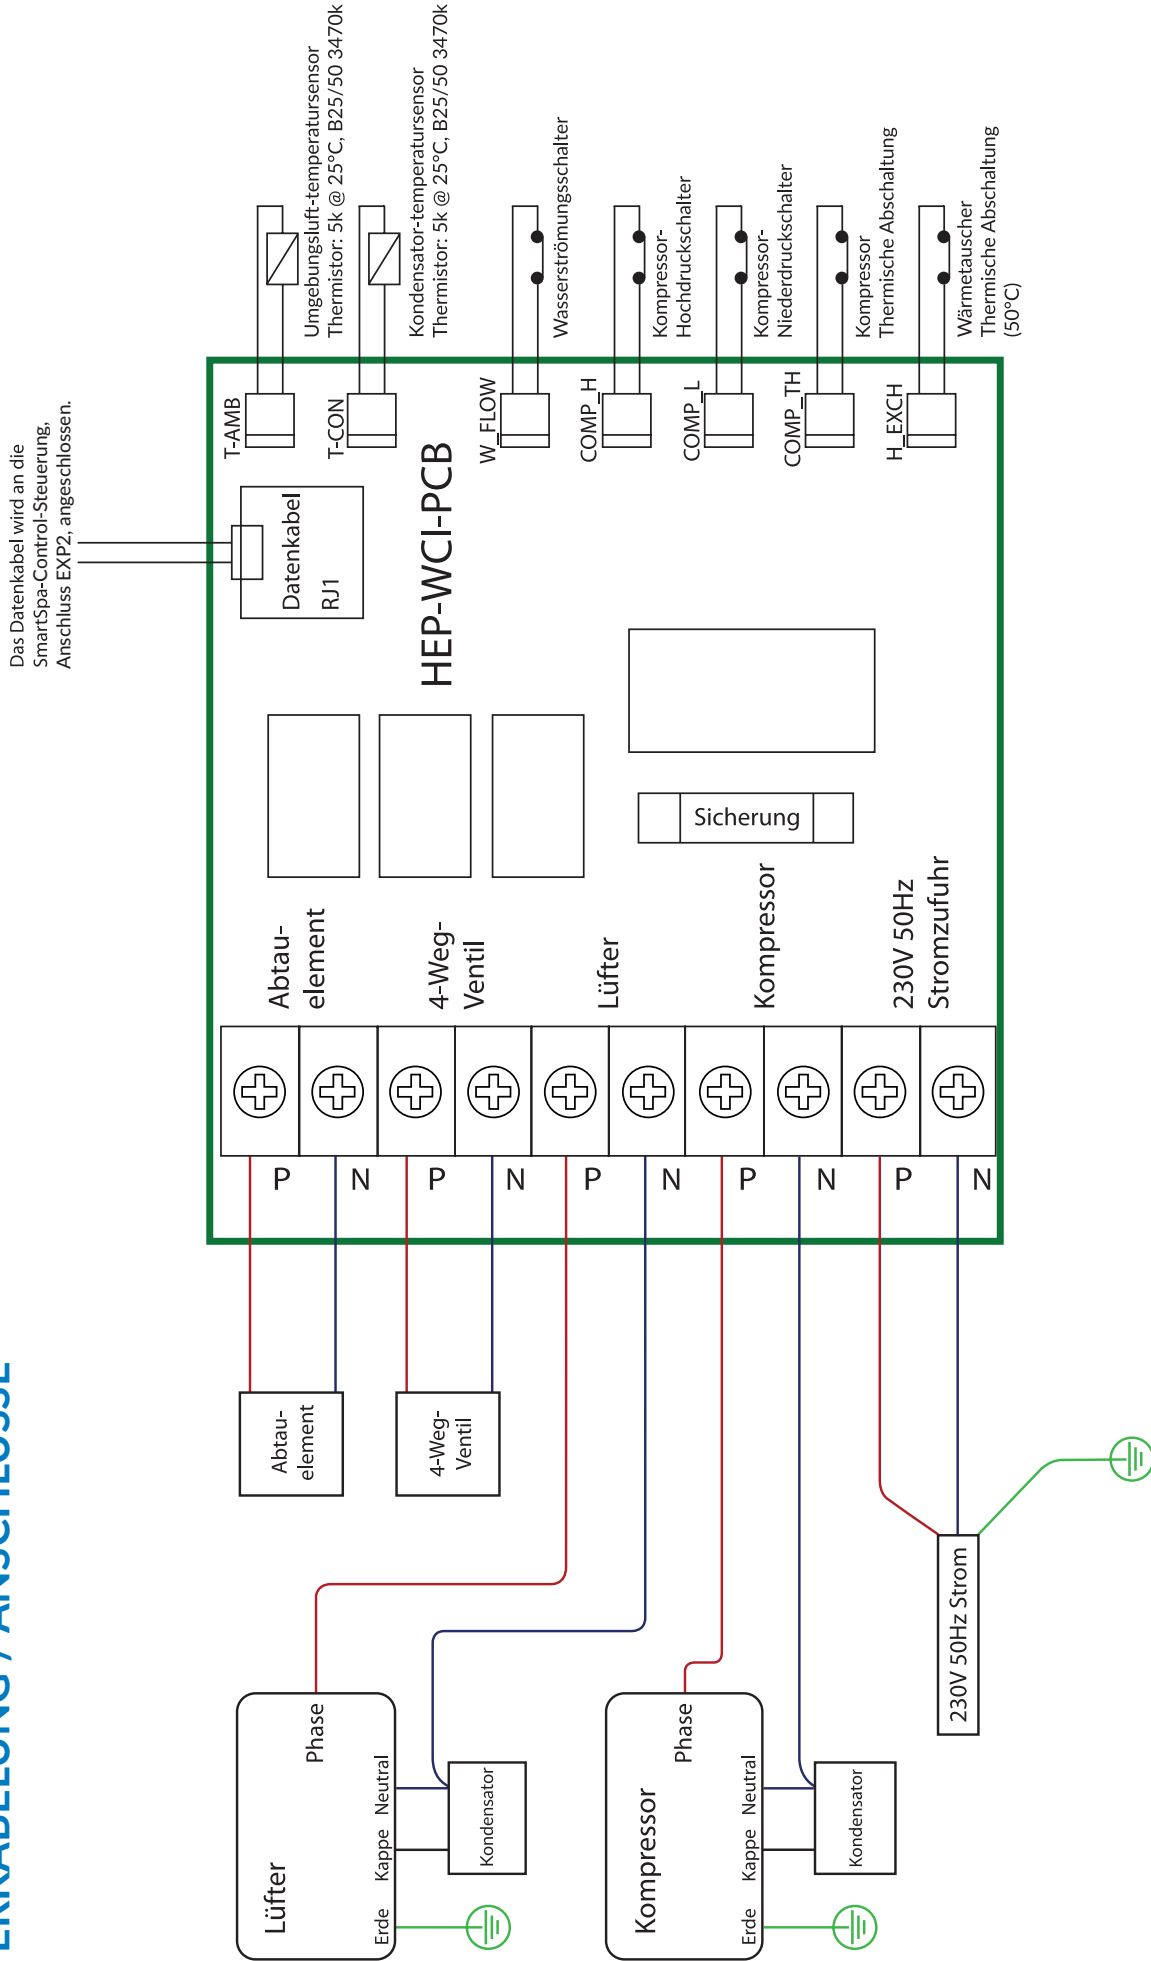 ERKABELUNG / ANSCHLÜSSE
Das Datenkabel wird an die
SmartSpa-Control-Steuerung,
Anschluss EXP2, angeschlossen.
T-AMB
Umgebungsluft-temperatursensor
Thermistor: 5k @ 25°C, B25/50 3470k
T-CON
Kondensator-temperatursensor
Thermistor: 5k @ 25°C, B25/50 3470k
W_FLOW
Wasserströmungsschalter
COMP_H
Kompressor-
Hochdruckschalter
COMP_L
Kompressor-
Niederdruckschalter
COMP_TH
Kompressor
Thermische Abschaltung
H_EXCH
Wärmetauscher
Thermische Abschaltung
(50°C)
Datenkabel
RJ1
HEP-WCI-PCB
Sicherung
Abtau-
element
4-Weg-
Ventil
Lüfter
Kompressor
230V 50Hz
Stromzufuhr
P
N
P
N
P
N
P
N
P
N
Abtau-
element
4-Weg-
Ventil
Lüfter
Phase
Neutral
Kappe
Erde
Kondensator
Kompressor
Phase
Neutral
Kappe
Erde
Kondensator
230V 50Hz Strom